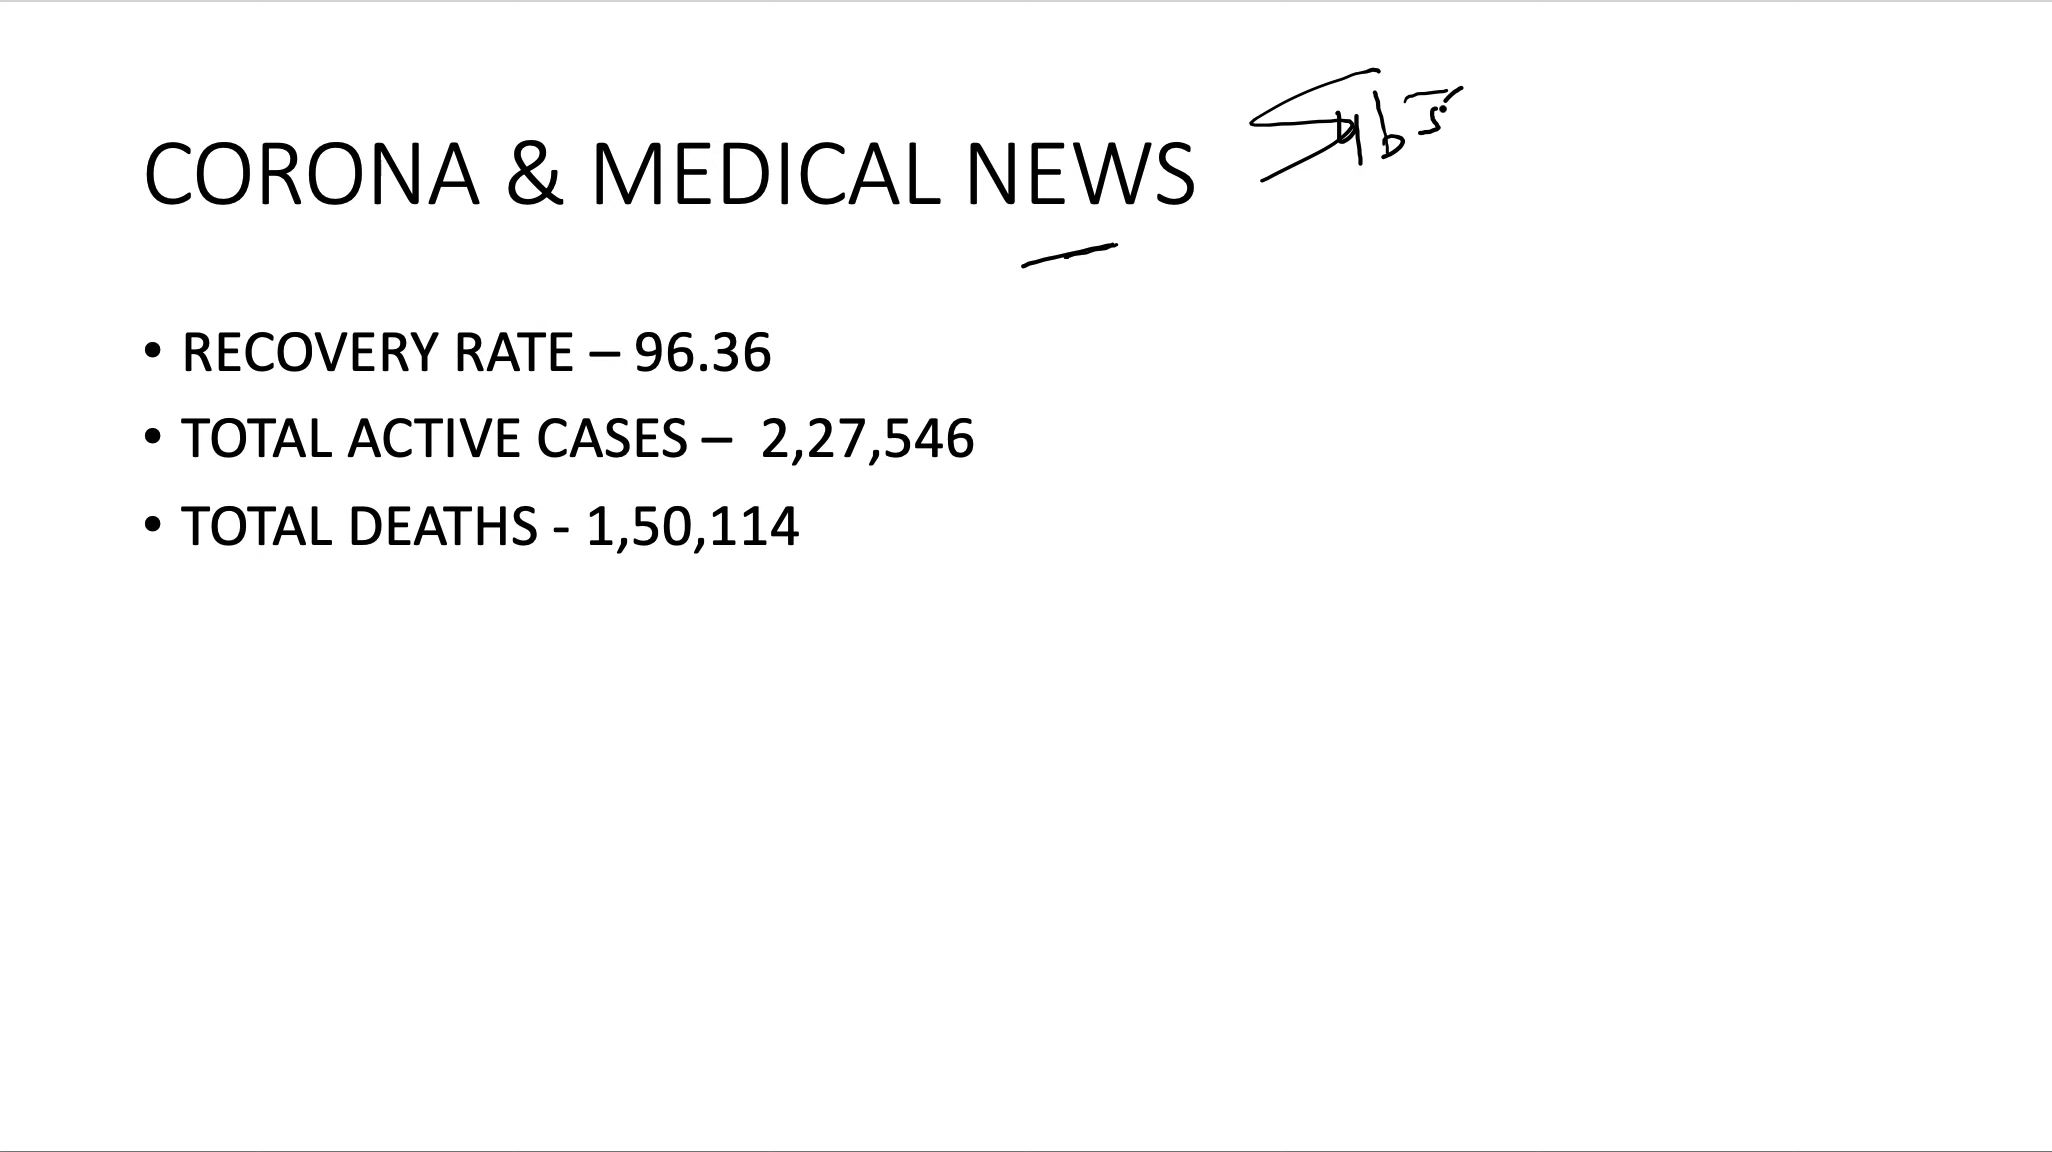 CORONA & MEDICAL NEWS
• RECOVERY RATE – 96.36
• TOTAL ACTIVE CASES – 2,27,546
• TOTAL DEATHS - 1,50,114